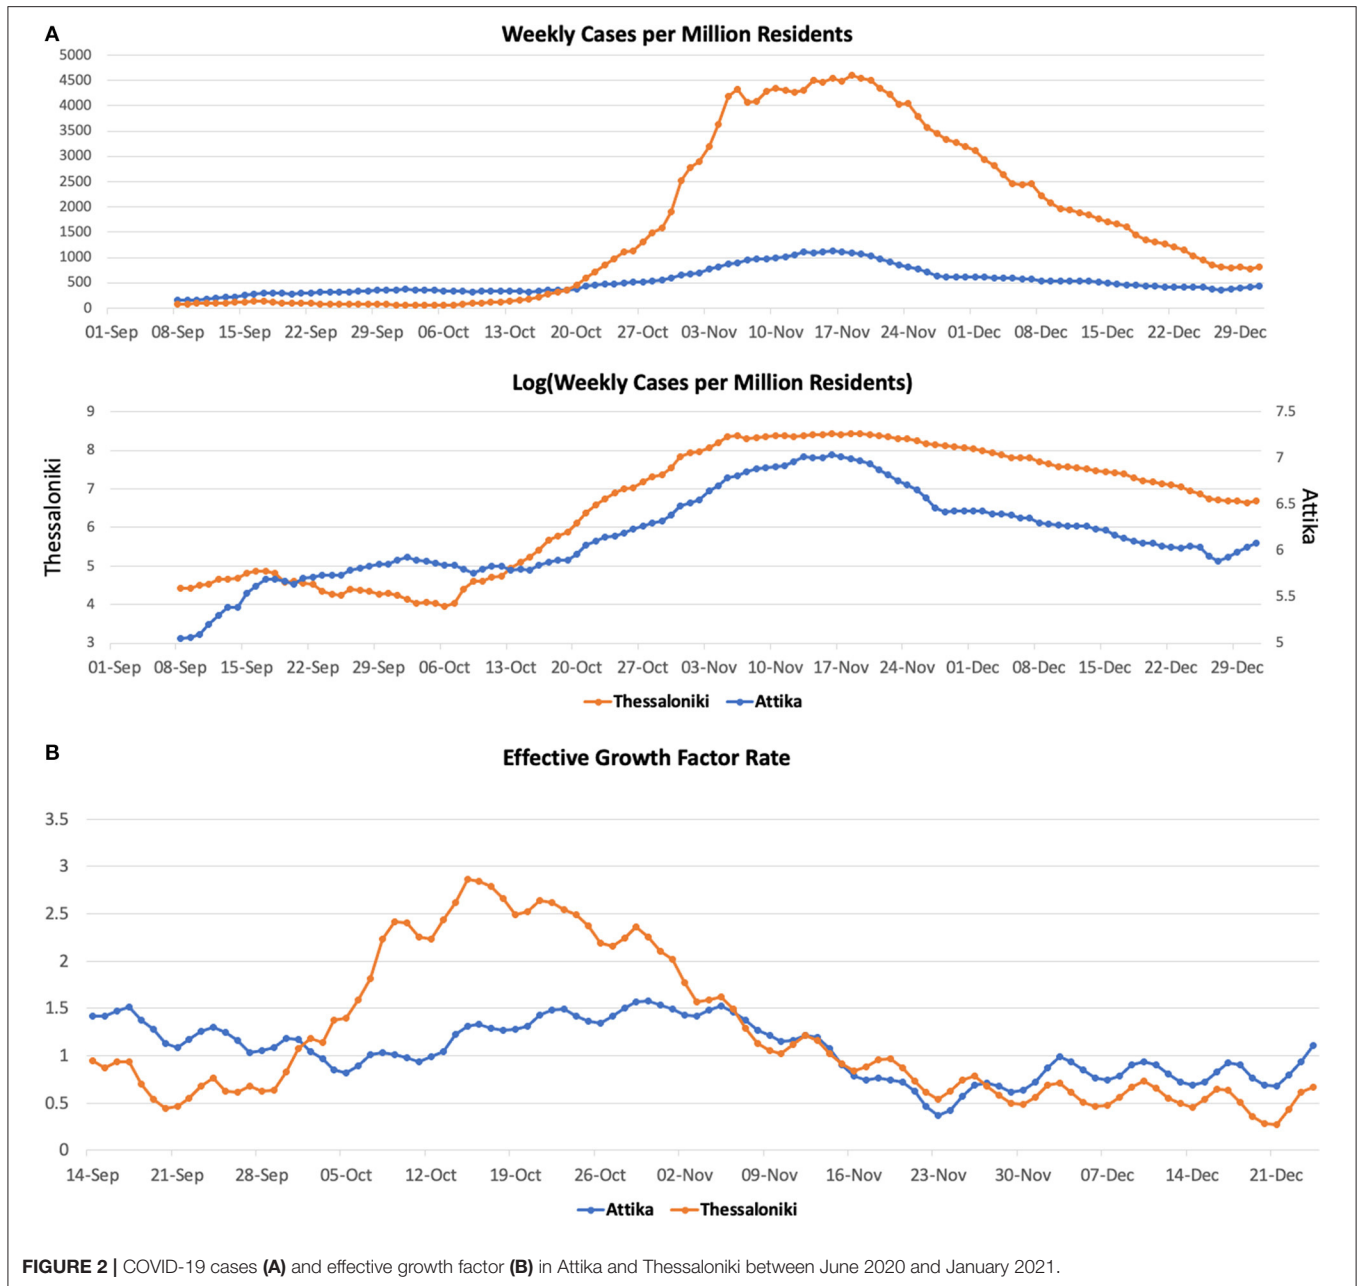 A
Weekly Cases per Million Residents
5000
4500
4000
3500
3000
2500
2000
1500
1000
500
0
01-Sep 08-Sep 15-Sep 22-Sep 29-Sep 06-Oct 13-Oct 20-Oct 27-Oct 03-Nov 10-Nov 17-Nov 24-Nov 01-Dec 08-Dec 15-Dec 22-Dec 29-Dec
Log(Weekly Cases per Million Residents)
Thessaloniki
9
8
7
6
5
4
3
7.5
7
6.5
6
5.5
5
Attika
01-Sep 08-Sep 15-Sep 22-Sep 29-Sep 06-Oct 13-Oct 20-Oct 27-Oct 03-Nov 10-Nov 17-Nov 24-Nov 01-Dec 08-Dec 15-Dec 22-Dec 29-Dec
Thessaloniki Attika
B
Effective Growth Factor Rate
3.5
3
2.5
2
1.5
1
0.5
0
14-Sep 21-Sep 28-Sep 05-Oct 12-Oct 19-Oct 26-Oct 02-Nov 09-Nov 16-Nov 23-Nov 30-Nov 07-Dec 14-Dec 21-Dec
Attika Thessaloniki
FIGURE 2 | COVID-19 cases (A) and effective growth factor (B) in Attika and Thessaloniki between June 2020 and January 2021.